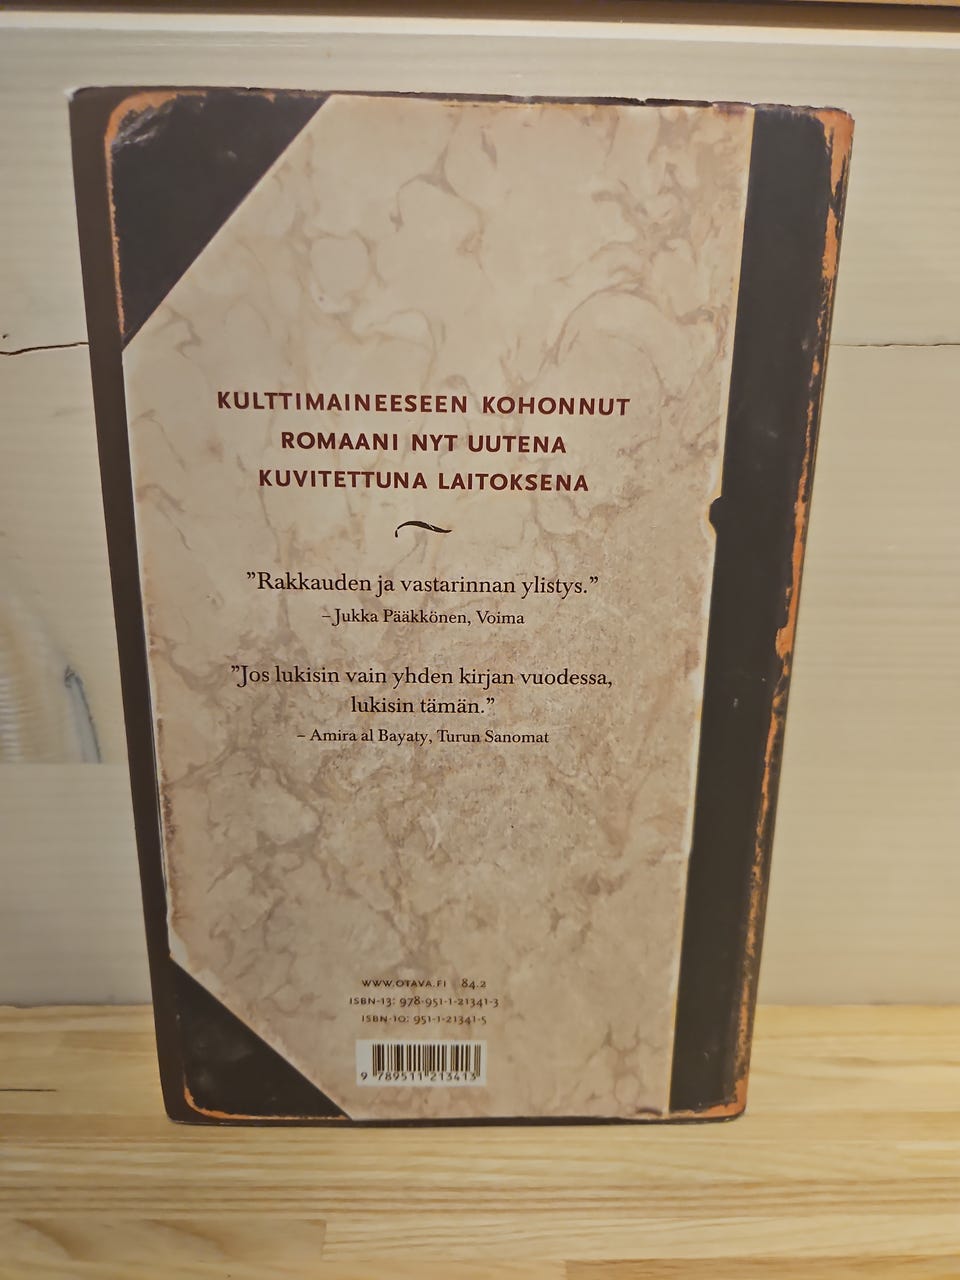 KULTTIMAINEESEEN KOHONNUT
ROMAANI NYT UUTENA
KUVITETTUNA LAITOKSENA
”Rakkauden ja vastarinnan ylistys.”
– Jukka Pääkkönen, Voima
”Jos lukisin vain yhden kirjan vuodessa,
lukisin tämän.”
– Amira al Bayaty, Turun Sanomat
WWW.OTAVA.FI 84.2
ISBN-13: 978-951-1-21341-3
ISBN-10: 951-1-21341-5
9 789511 213413